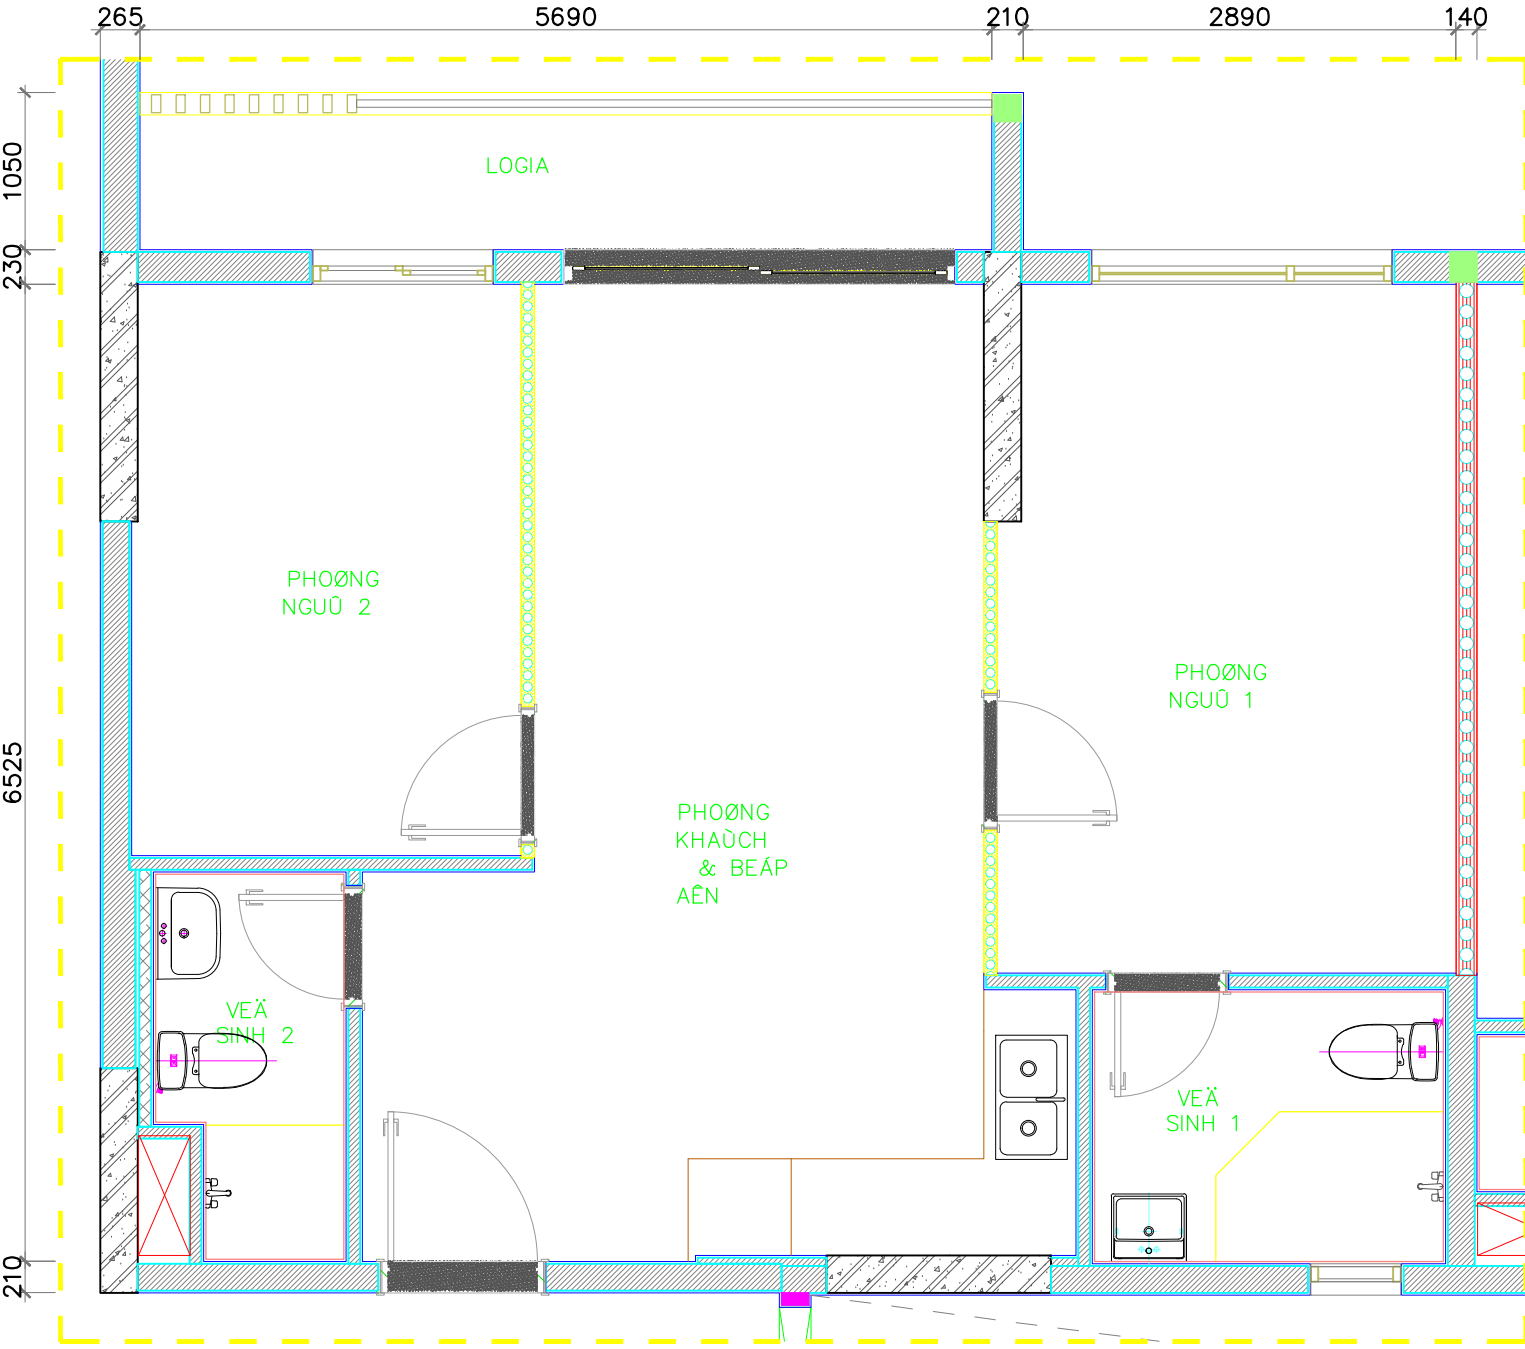 265
5690
210
2890
140
1050
230
6525
210
LOGIA
PHOØNG
NGUÛ 2
PHOØNG
NGUÛ 1
PHOØNG
KHAÙCH
& BEÁP
AÊN
VEÄ
SINH 2
VEÄ
SINH 1